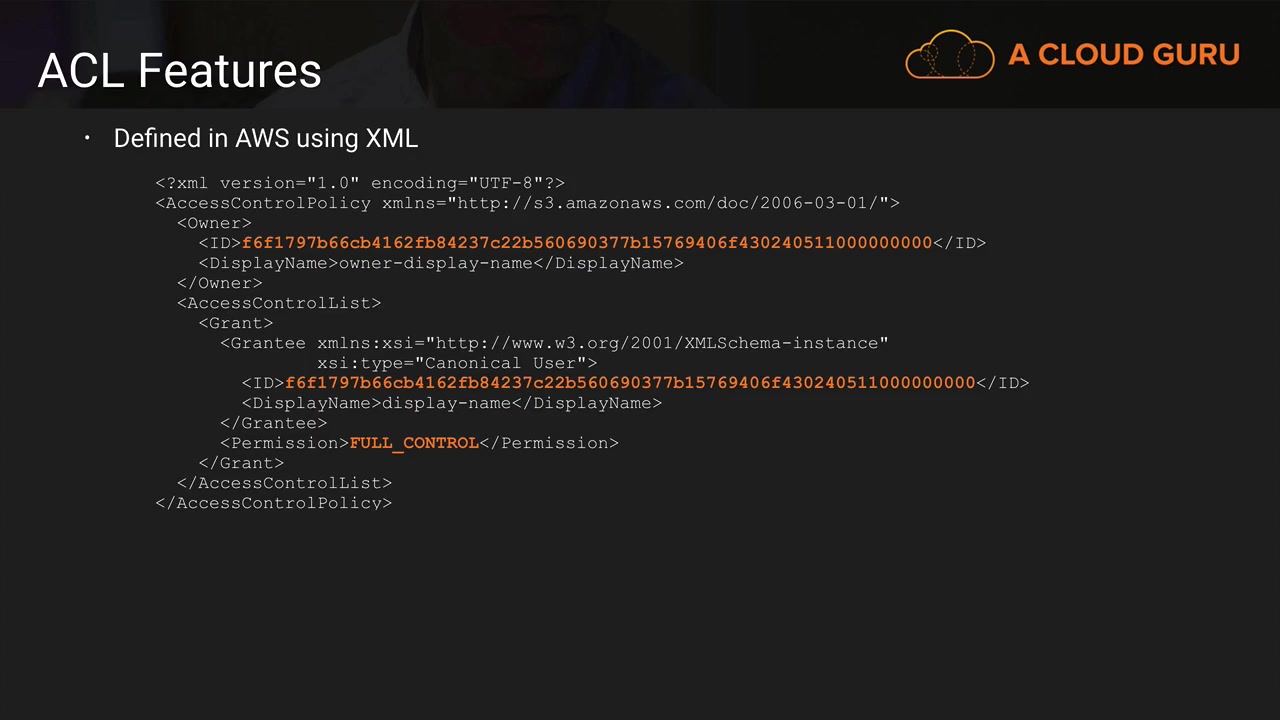 ACL Features
A CLOUD GURU
· Defined in AWS using XML
<?xml version="1.0" encoding="UTF-8"?>
<AccessControlPolicy xmlns="http://s3.amazonaws.com/doc/2006-03-01/">
<Owner>
<ID>f6f1797b66cb4162fb84237c22b560690377b15769406f430240511000000000</ID>
<DisplayName>owner-display-name</DisplayName>
</Owner>
<AccessControlList>
<Grant>
<Grantee xmlns:xsi="http://www.w3.org/2001/XMLSchema-instance"
xsi:type="Canonical User">
<ID>f6f1797b66cb4162fb84237c22b560690377b15769406f430240511000000000</ID>
<DisplayName>display-name</DisplayName>
</Grantee>
<Permission>FULL_CONTROL</Permission>
</Grant>
</AccessControlList>
</AccessControlPolicy>